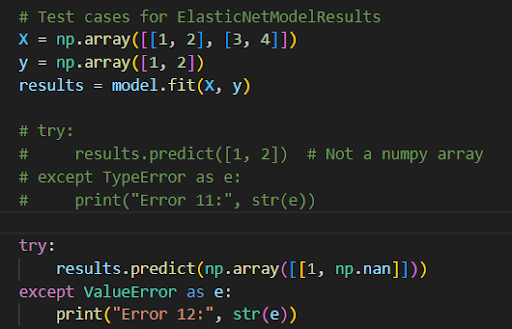 # Test cases for ElasticNetModelResults
X = np.array([[1, 2], [3, 4]])
y = np.array([1, 2])
results = model.fit(X, y)
# try:
#     results.predict([1, 2])  # Not a numpy array
# except TypeError as e:
#     print("Error 11:", str(e))
try:
    results.predict(np.array([[1, np.nan]]))
except ValueError as e:
    print("Error 12:", str(e))